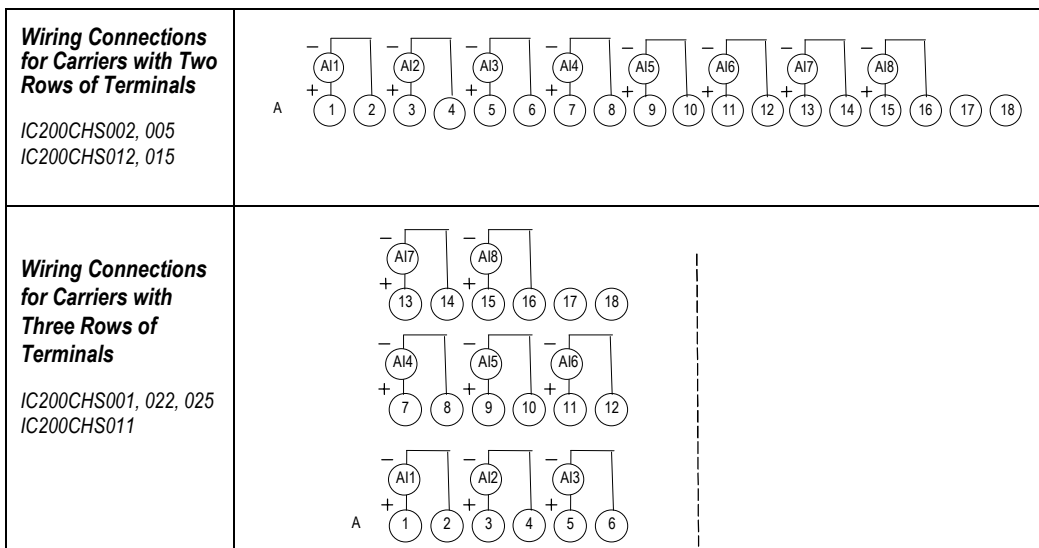 Wiring Connections
for Carriers with Two
Rows of Terminals
IC200CHS002, 005
IC200CHS012, 015
− − − − − − − −
AI1 AI2 AI3 AI4 AI5 AI6 AI7 AI8
+ + + + + + + +
A 1 2 3 4 5 6 7 8 9 10 11 12 13 14 15 16 17 18
Wiring Connections
for Carriers with
Three Rows of
Terminals
IC200CHS001, 022, 025
IC200CHS011
− −
AI7 AI8
+ +
13 14 15 16 17 18
− − −
AI4 AI5 AI6
+ + +
7 8 9 10 11 12
− − −
AI1 AI2 AI3
+ + +
A 1 2 3 4 5 6